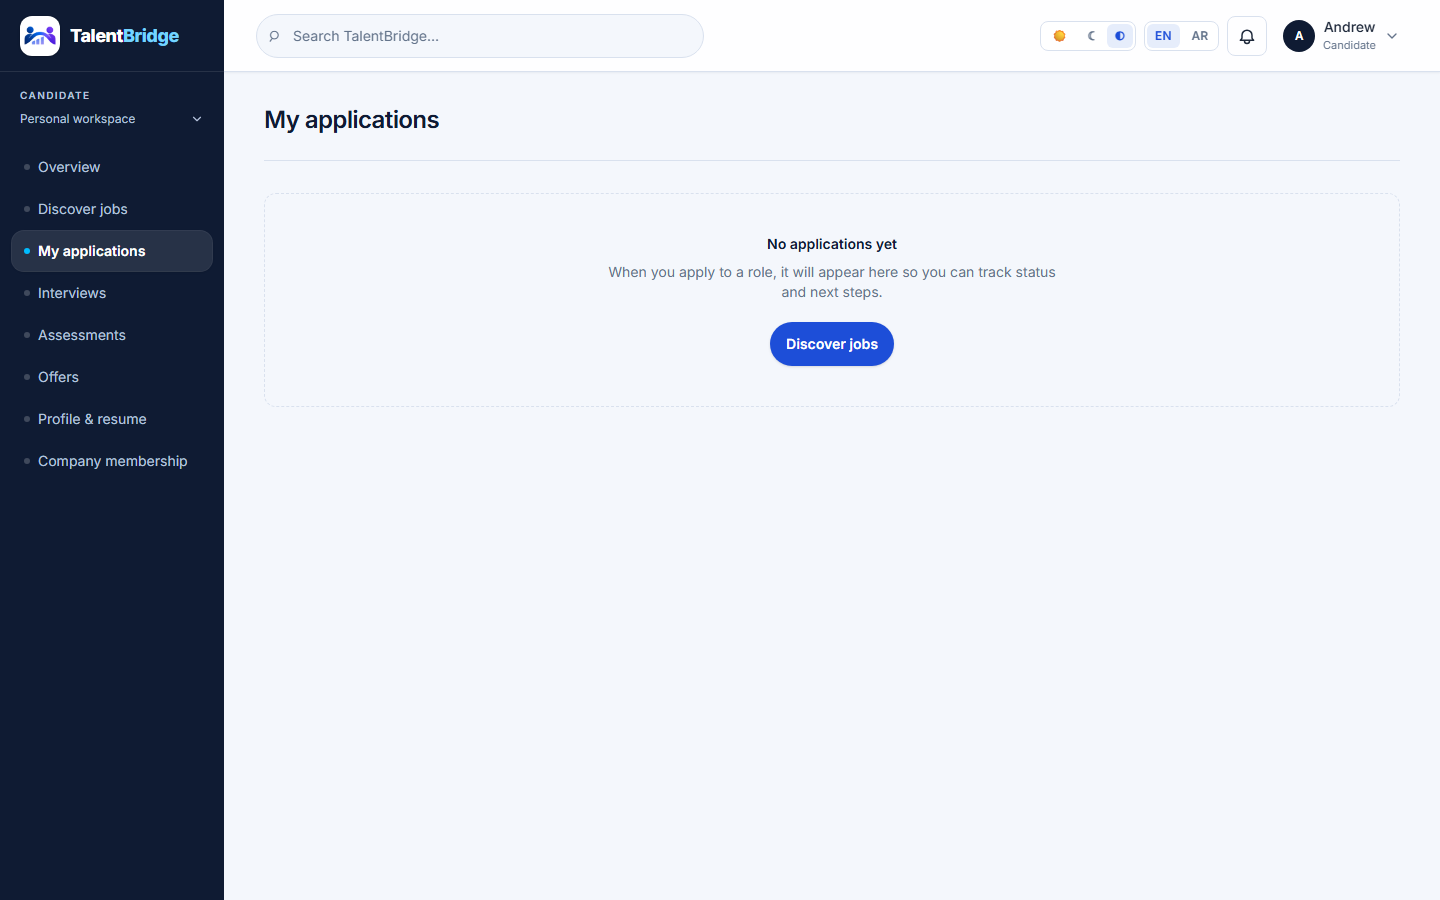 TalentBridge
Search TalentBridge...
EN
AR
A
Andrew
Candidate
CANDIDATE
Personal workspace
Overview
Discover jobs
My applications
Interviews
Assessments
Offers
Profile & resume
Company membership
My applications
No applications yet
When you apply to a role, it will appear here so you can track status
and next steps.
Discover jobs